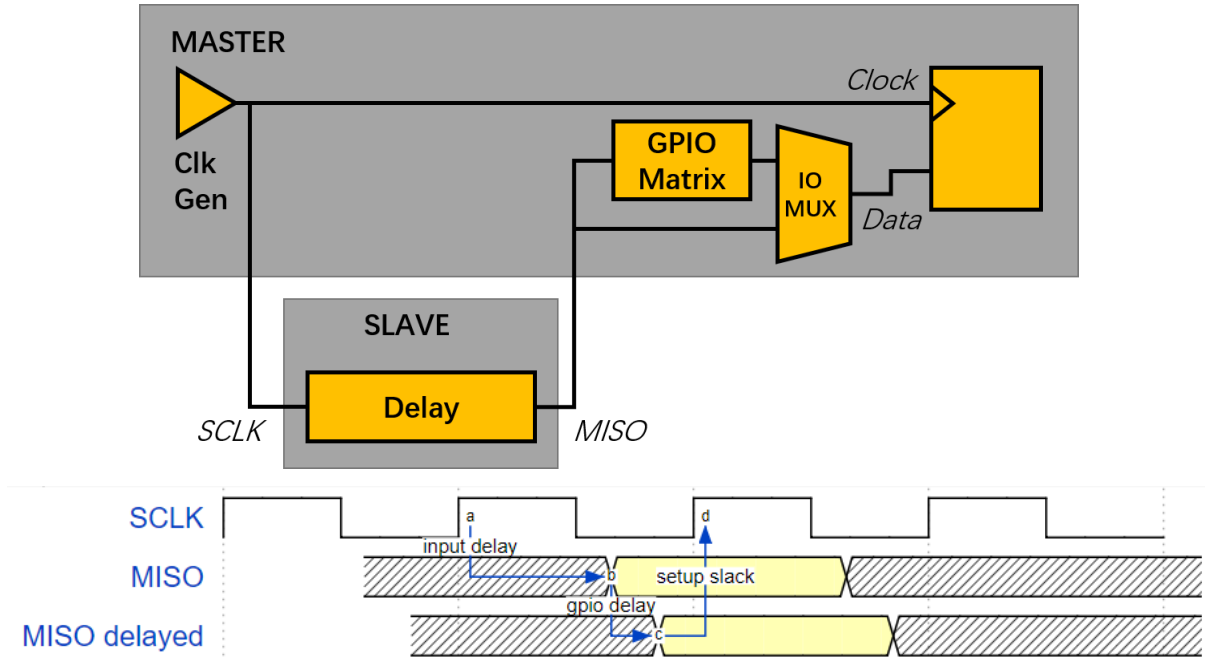 MASTER
Clk
Gen
Clock
GPIO
Matrix
IO
MUX
Data
SLAVE
Delay
SCLK
MISO
SCLK
a
d
input delay
MISO
b
setup slack
gpio delay
MISO delayed
c